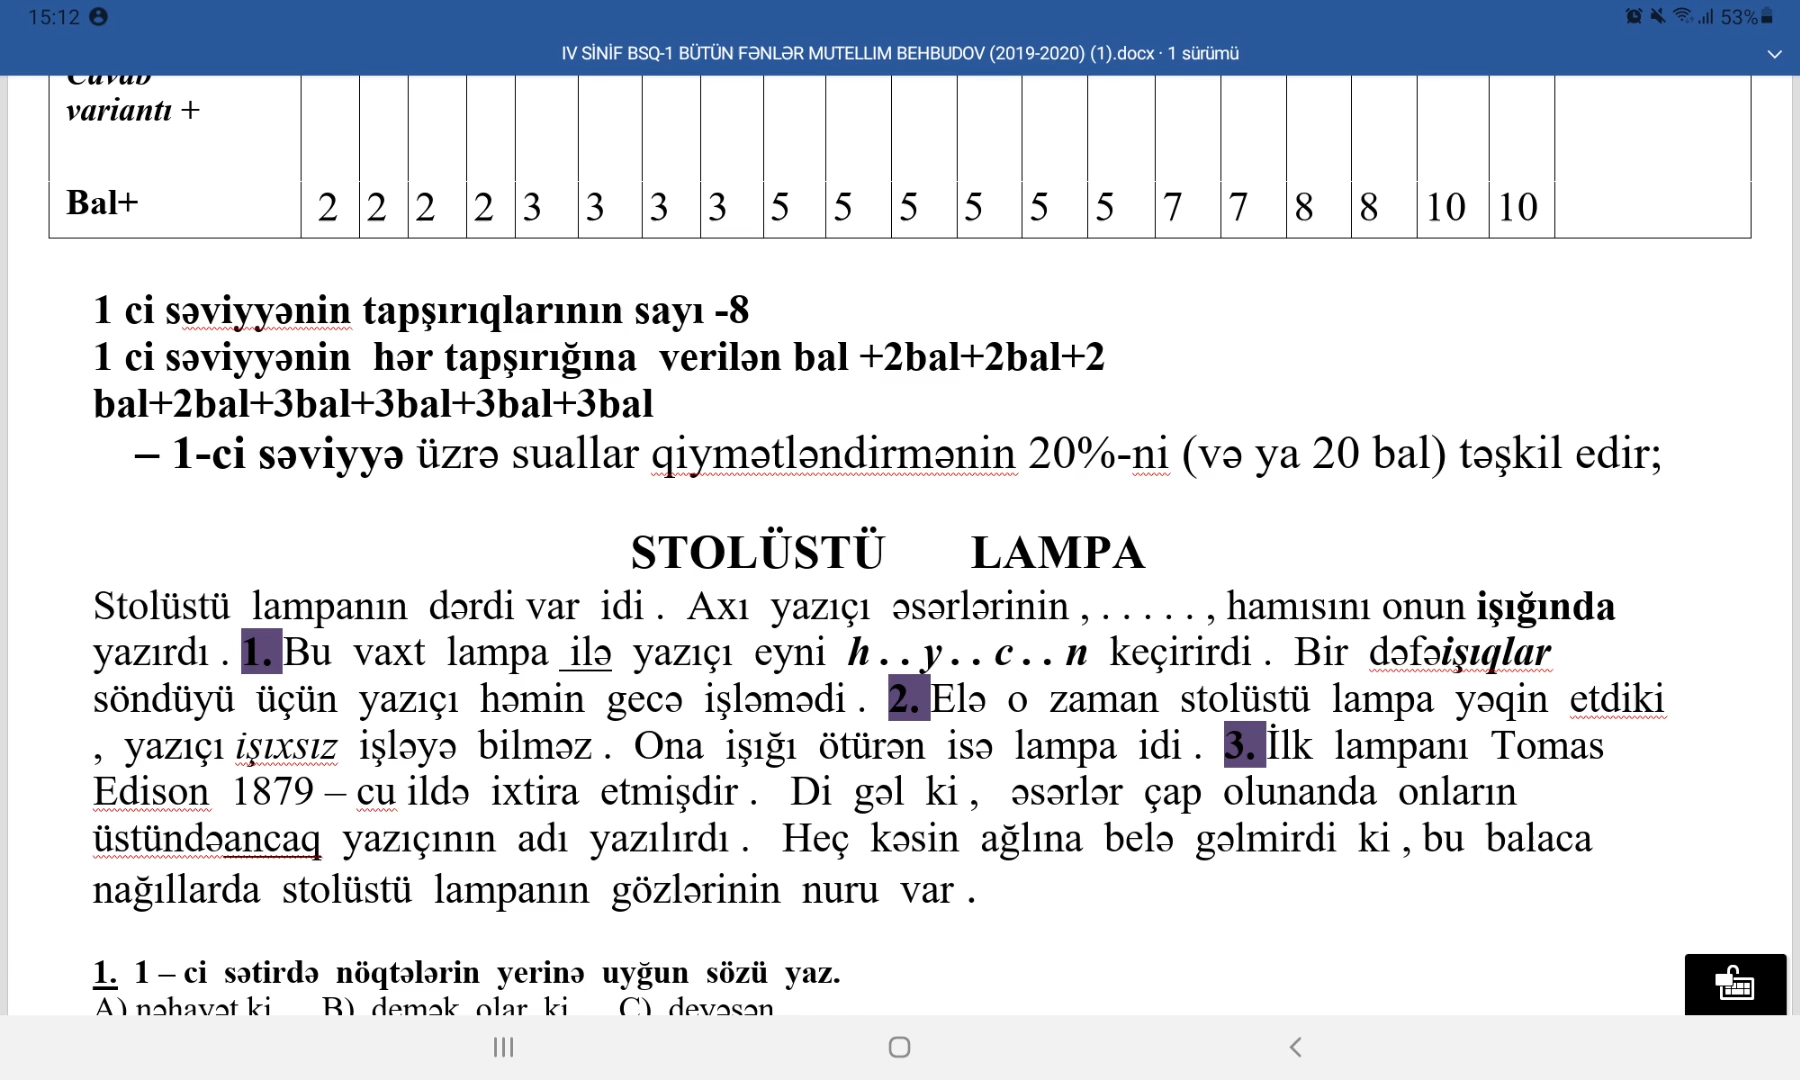 15:12
53%
IV SİNİF BSQ-1 BÜTÜN FƏNLƏR MUTELLIM BEHBUDOV (2019-2020) (1).docx · 1 sürümü
Cavab
variantı +
Bal+ 2 2 2 2 3 3 3 3 5 5 5 5 5 5 7 7 8 8 10 10
1 ci səviyyənin tapşırıqlarının sayı -8
1 ci səviyyənin hər tapşırığına verilən bal +2bal+2bal+2
bal+2bal+3bal+3bal+3bal+3bal
– 1-ci səviyyə üzrə suallar qiymətləndirmənin 20%-ni (və ya 20 bal) təşkil edir;
STOLÜSTÜ LAMPA
Stolüstü lampanın dərdi var idi . Axı yazıçı əsərlərinin , . . . . . . , hamısını onun işığında
yazırdı . 1. Bu vaxt lampa ilə yazıçı eyni h . . y . . c . . n keçirirdi . Bir dəfəişıqlar
söndüyü üçün yazıçı həmin gecə işləmədi . 2. Elə o zaman stolüstü lampa yəqin etdiki
, yazıçı işıxsız işləyə bilməz . Ona işığı ötürən isə lampa idi . 3. İlk lampanı Tomas
Edison 1879 – cu ildə ixtira etmişdir . Di gəl ki , əsərlər çap olunanda onların
üstündəancaq yazıçının adı yazılırdı . Heç kəsin ağlına belə gəlmirdi ki , bu balaca
nağıllarda stolüstü lampanın gözlərinin nuru var .
1. 1 – ci sətirdə nöqtələrin yerinə uyğun sözü yaz.
A) nəhayət ki B) demək olar ki C) deyəsən